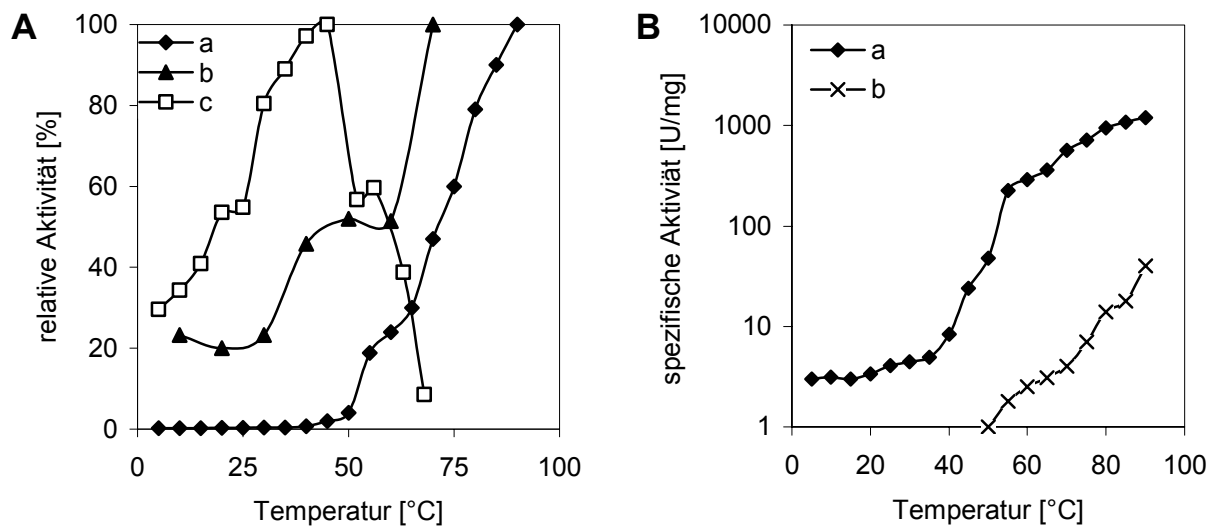 A
relative Aktivität [%]
100
80
60
40
20
0
a
b
c
0 25 50 75 100
Temperatur [°C]
B
spezifische Aktiviät [U/mg]
10000
1000
100
10
1
a
b
0 20 40 60 80 100
Temperatur [°C]